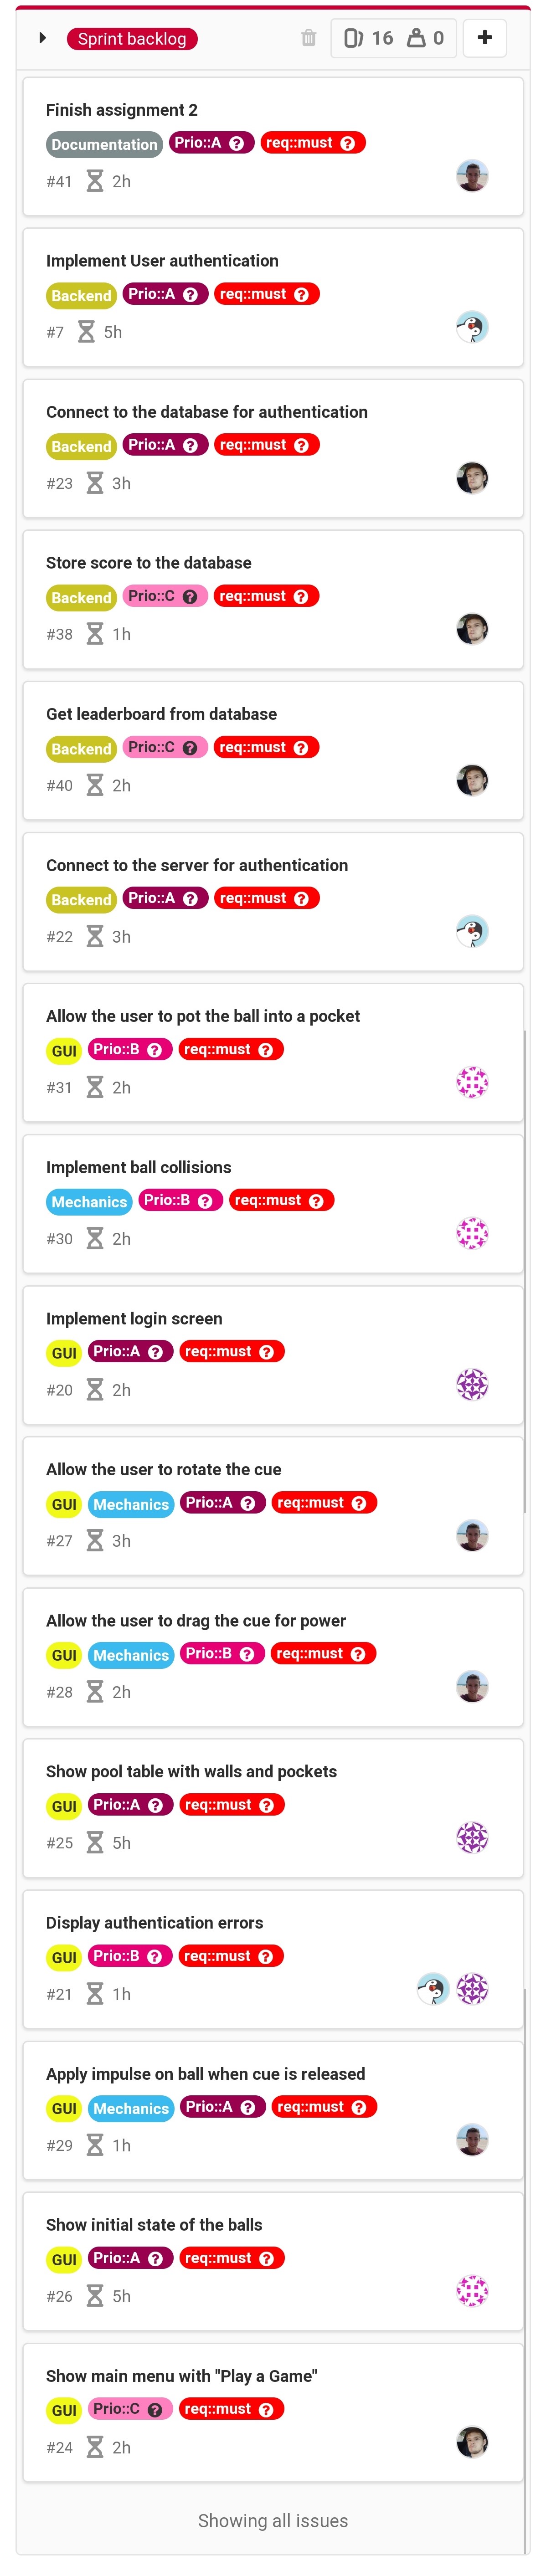 Sprint backlog 16 0 +
Finish assignment 2
Documentation Prio::A ? req::must ?
#41 2h
Implement User authentication
Backend Prio::A ? req::must ?
#7 5h
Connect to the database for authentication
Backend Prio::A ? req::must ?
#23 3h
Store score to the database
Backend Prio::C ? req::must ?
#38 1h
Get leaderboard from database
Backend Prio::C ? req::must ?
#40 2h
Connect to the server for authentication
Backend Prio::A ? req::must ?
#22 3h
Allow the user to pot the ball into a pocket
GUI Prio::B ? req::must ?
#31 2h
Implement ball collisions
Mechanics Prio::B ? req::must ?
#30 2h
Implement login screen
GUI Prio::A ? req::must ?
#20 2h
Allow the user to rotate the cue
GUI Mechanics Prio::A ? req::must ?
#27 3h
Allow the user to drag the cue for power
GUI Mechanics Prio::B ? req::must ?
#28 2h
Show pool table with walls and pockets
GUI Prio::A ? req::must ?
#25 5h
Display authentication errors
GUI Prio::B ? req::must ?
#21 1h
Apply impulse on ball when cue is released
GUI Mechanics Prio::A ? req::must ?
#29 1h
Show initial state of the balls
GUI Prio::A ? req::must ?
#26 5h
Show main menu with "Play a Game"
GUI Prio::C ? req::must ?
#24 2h
Showing all issues